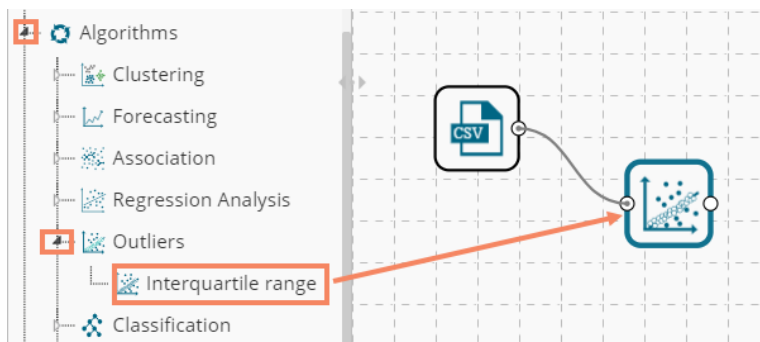 Algorithms
Clustering
Forecasting
CSV
Association
Regression Analysis
Outliers
Interquartile range
Classification